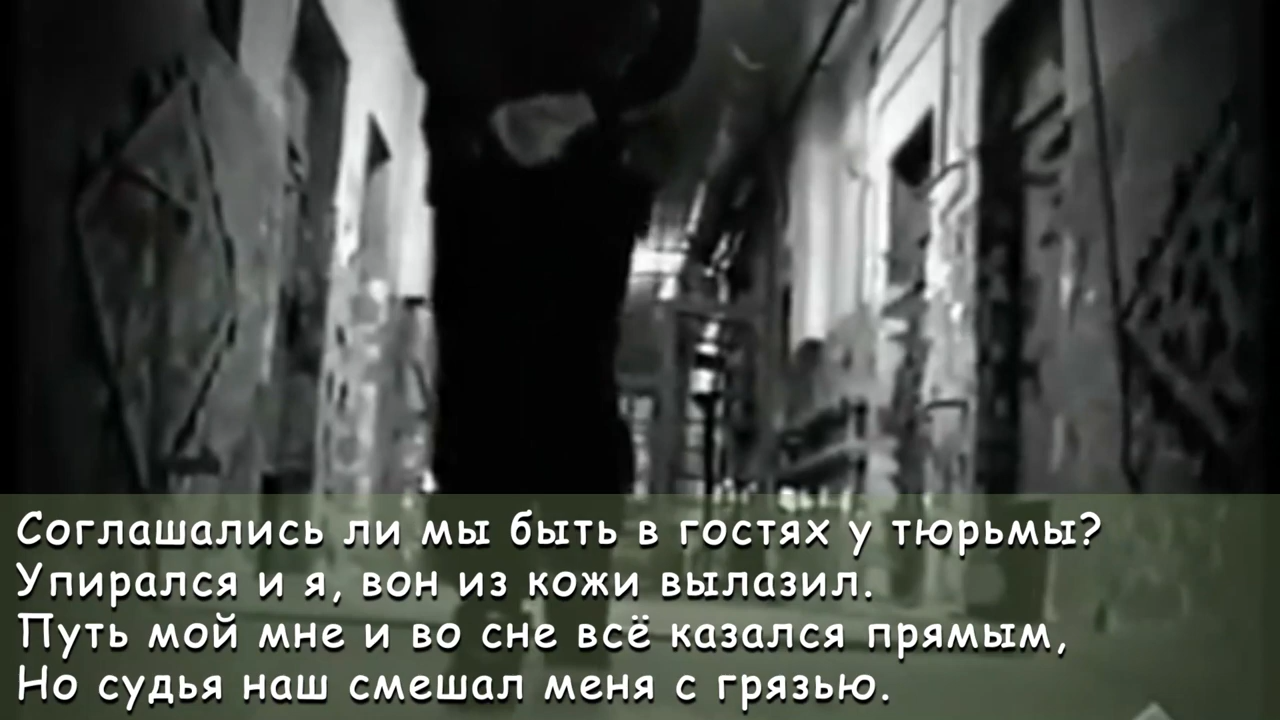 Соглашались ли мы быть в гостях у тюрьмы?
Упирался и я, вон из кожи вылазил.
Путь мой мне и во сне всё казался прямым,
Но судья наш смешал меня с грязью.